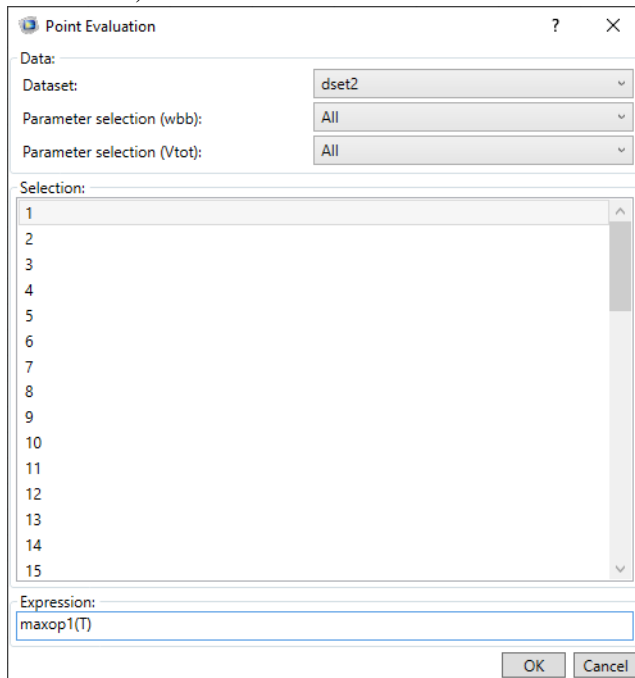 Point Evaluation ?
Data:
Dataset: dset2
Parameter selection (wbb): All
Parameter selection (Vtot): All
Selection:
1
2
3
4
5
6
7
8
9
10
11
12
13
14
15
Expression:
maxop1(T)
OK Cancel